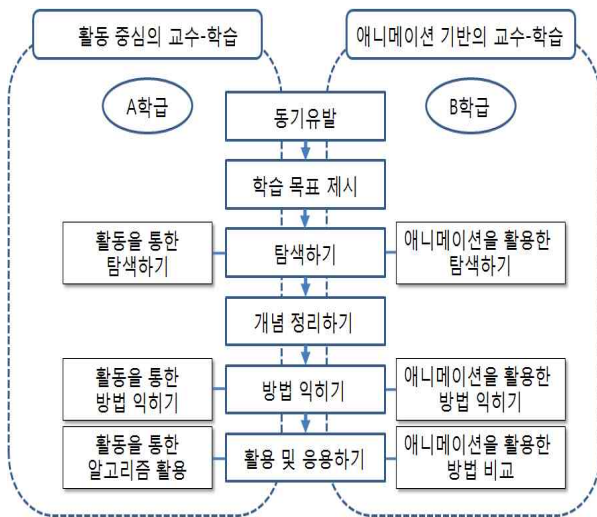 활동 중심의 교수-학습
애니메이션 기반의 교수-학습
A학급
B학급
동기유발
학습 목표 제시
활동을 통한
탐색하기
탐색하기
애니메이션을 활용한
탐색하기
개념 정리하기
활동을 통한
방법 익히기
방법 익히기
애니메이션을 활용한
방법 익히기
활동을 통한
알고리즘 활용
활용 및 응용하기
애니메이션을 활용한
방법 비교